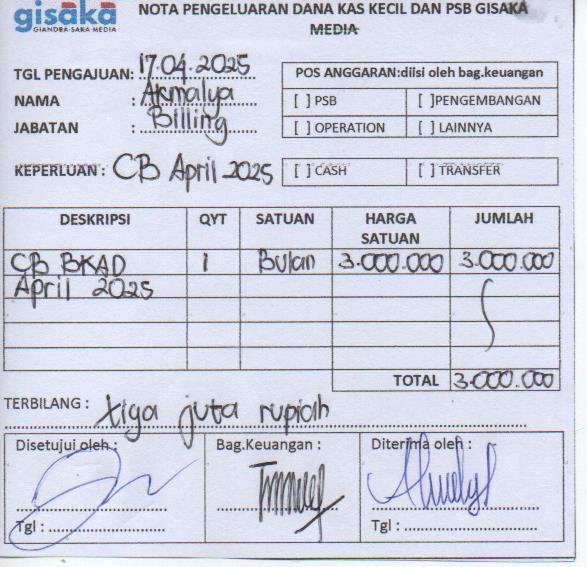 gisaka
GIANDRA SAKA MEDIA
NOTA PENGELUARAN DANA KAS KECIL DAN PSB GISAKA
MEDIA
TGL PENGAJUAN: 17.04.2025
NAMA : Akmalya
JABATAN : Billing
POS ANGGARAN:diisi oleh bag.keuangan
[ ] PSB [ ]PENGEMBANGAN
[ ] OPERATION [ ] LAINNYA
KEPERLUAN : CB April 2025
[ ] CASH [ ] TRANSFER
DESKRIPSI QYT SATUAN HARGA SATUAN JUMLAH
CB BKAD 1 Bulan 3.000.000 3.000.000
April 2025
TOTAL 3.000.000
TERBILANG : tiga juta rupiah
Disetujui oleh : Bag.Keuangan : Diterima oleh :
Tgl : Tgl :